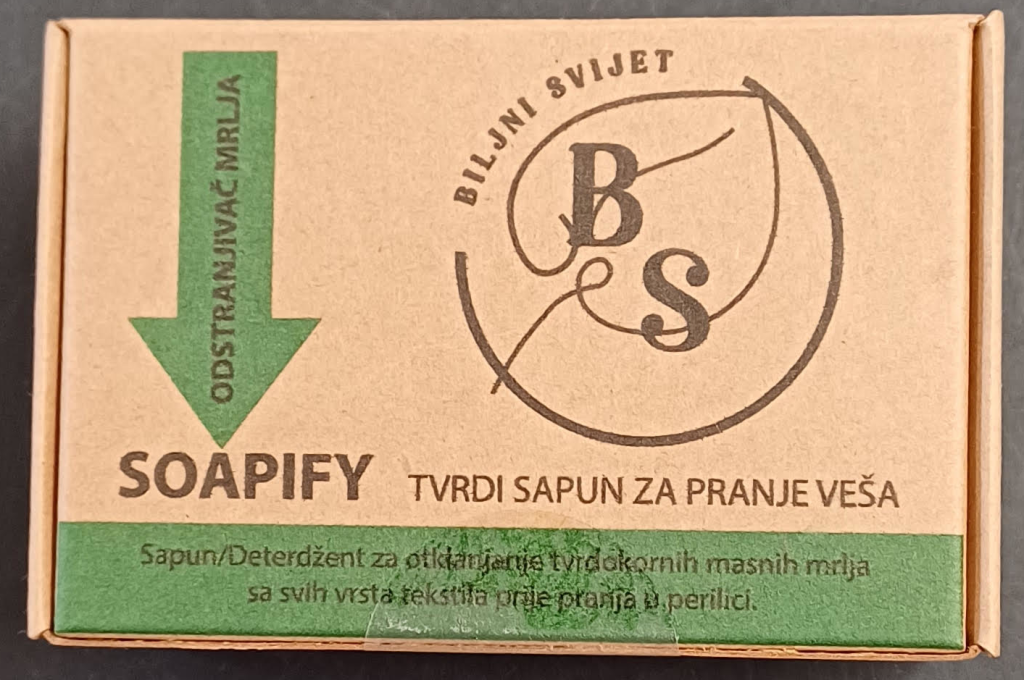 ODSTRANJIVAČ MRLJA
BILJNI SVIJET
B
S
SOAPIFY
TVRDI SAPUN ZA PRANJE VEŠA
Sapun/Deterdžent za otklanjanje tvrdokornih masnih mrlja
sa svih vrsta tekstila prije pranja u perilici.